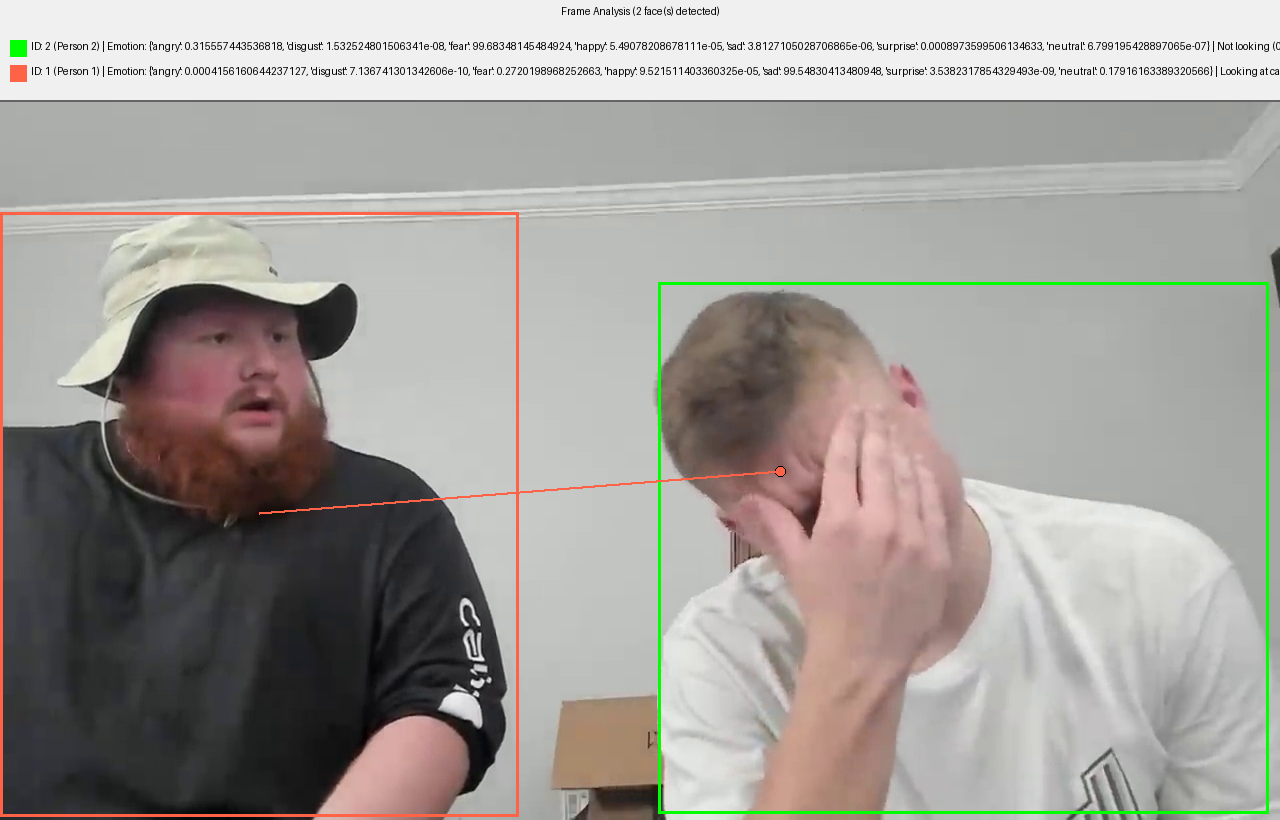 Frame Analysis (2 face(s) detected)
ID: 2 (Person 2) | Emotion: {'angry': 0.315557443536818, 'disgust': 1.532524801506341e-08, 'fear': 99.68348145484924, 'happy': 5.49078208678111e-05, 'sad': 3.8127105028706865e-06, 'surprise': 0.0008973599506134633, 'neutral': 6.799195428897065e-07} | Not looking (0
ID: 1 (Person 1) | Emotion: {'angry': 0.0004156160644237127, 'disgust': 7.136741301342606e-10, 'fear': 0.2720198968252663, 'happy': 9.521511403360325e-05, 'sad': 99.54830413480948, 'surprise': 3.5382317854329493e-09, 'neutral': 0.17916163389320566} | Looking at ca